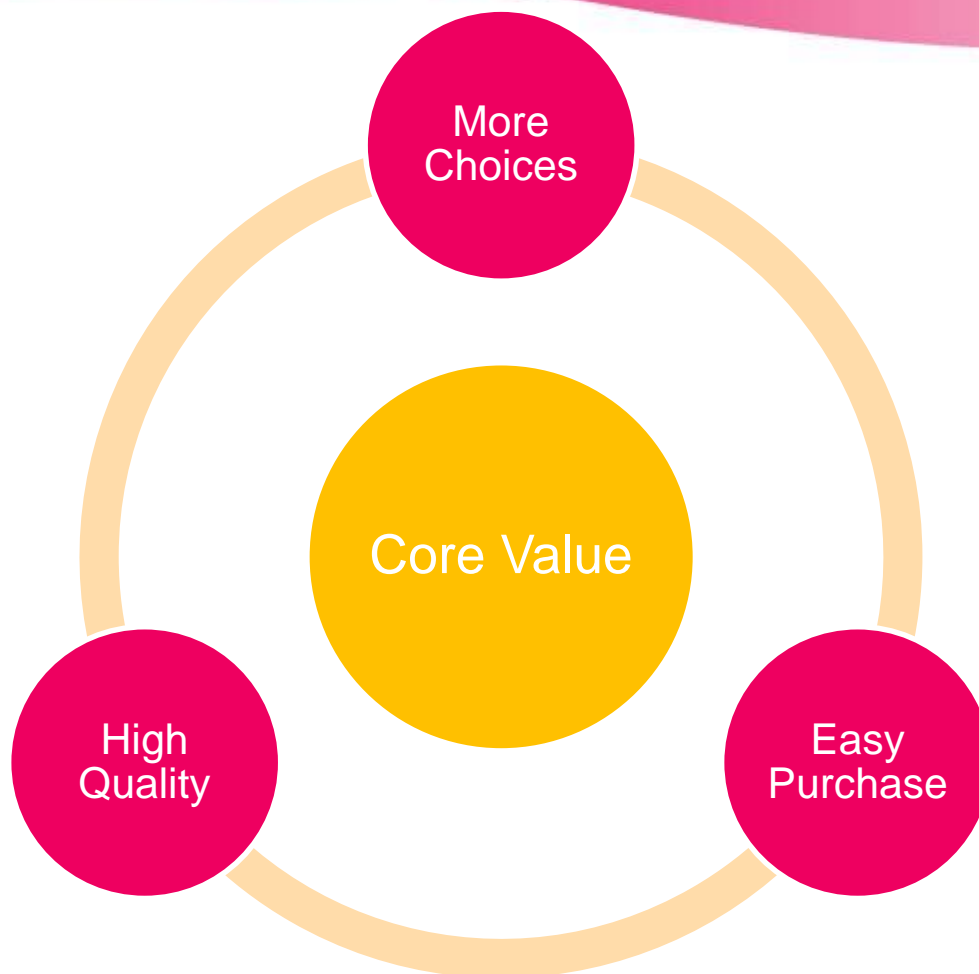 More
Choices
Core Value
High
Quality
Easy
Purchase